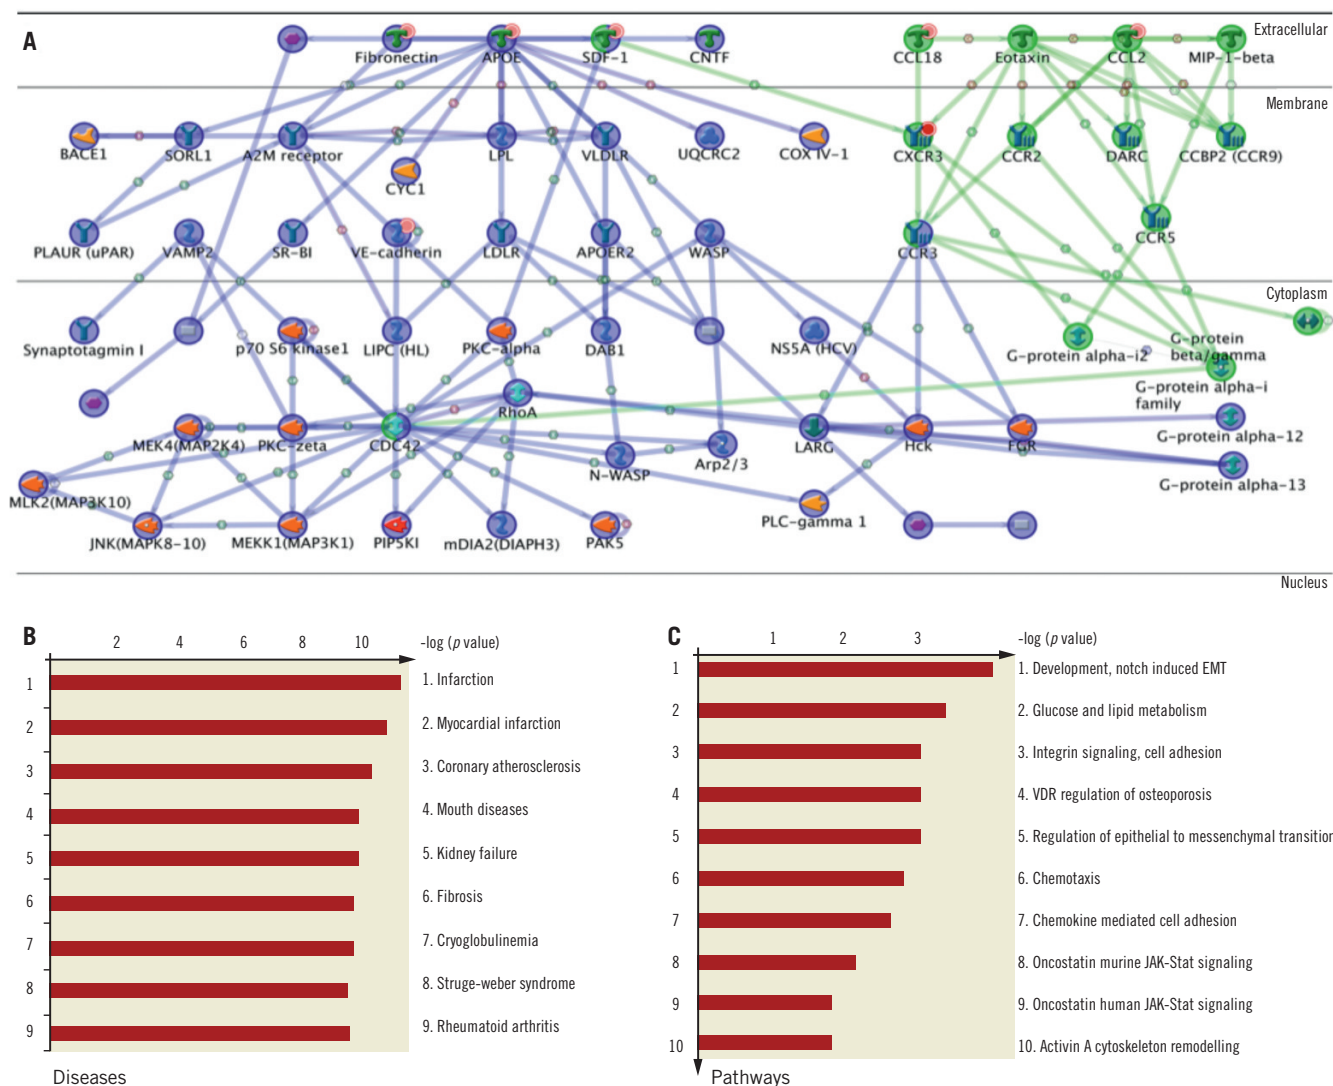 A
Extracellular
Fibronectin
APOE
SDF-1
CNTF
CCL18
Eotaxin
CCL2
MIP-1-beta
Membrane
BACE1
SORL1
A2M receptor
CYC1
LPL
VLDLR
UQCRC2
COX IV-1
CXCR3
CCR2
DARC
CCBP2 (CCR9)
PLAUR (uPAR)
VAMP2
SR-BI
VE-cadherin
LDLR
APOER2
WASP
CCR3
CCR5
Cytoplasm
Synaptotagmin I
p70 S6 kinase1
LIPC (HL)
PKC-alpha
DAB1
NS5A (HCV)
G-protein alpha-i2
G-protein
beta/gamma
G-protein alpha-i
family
RhoA
MEK4(MAP2K4)
PKC-zeta
CDC42
N-WASP
Arp2/3
LARG
Hck
FGR
G-protein alpha-12
G-protein alpha-13
MLK2(MAP3K10)
JNK(MAPK8-10)
MEKK1(MAP3K1)
PIP5KI
mDIA2(DIAPH3)
PAK5
PLC-gamma 1
Nucleus
B
2 4 6 8 10 -log (p value)
1 1. Infarction
2 2. Myocardial infarction
3 3. Coronary atherosclerosis
4 4. Mouth diseases
5 5. Kidney failure
6 6. Fibrosis
7 7. Cryoglobulinemia
8 8. Struge-weber syndrome
9 9. Rheumatoid arthritis
Diseases
C
1 2 3 -log (p value)
1 1. Development, notch induced EMT
2 2. Glucose and lipid metabolism
3 3. Integrin signaling, cell adhesion
4 4. VDR regulation of osteoporosis
5 5. Regulation of epithelial to messenchymal transition
6 6. Chemotaxis
7 7. Chemokine mediated cell adhesion
8 8. Oncostatin murine JAK-Stat signaling
9 9. Oncostatin human JAK-Stat signaling
10 10. Activin A cytoskeleton remodelling
Pathways